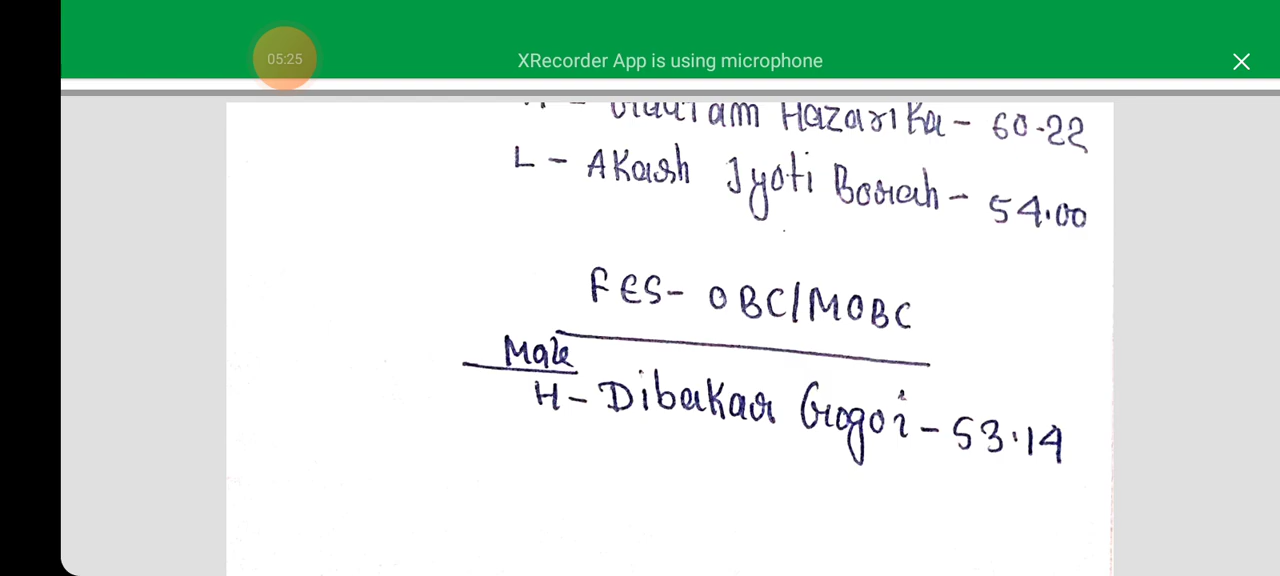 05:25
XRecorder App is using microphone
Hazarika - 60.22
L - Akash Jyoti Borah - 54.00
FES - OBC/MOBC
Male
H - Dibakar Gogoi - 53.14